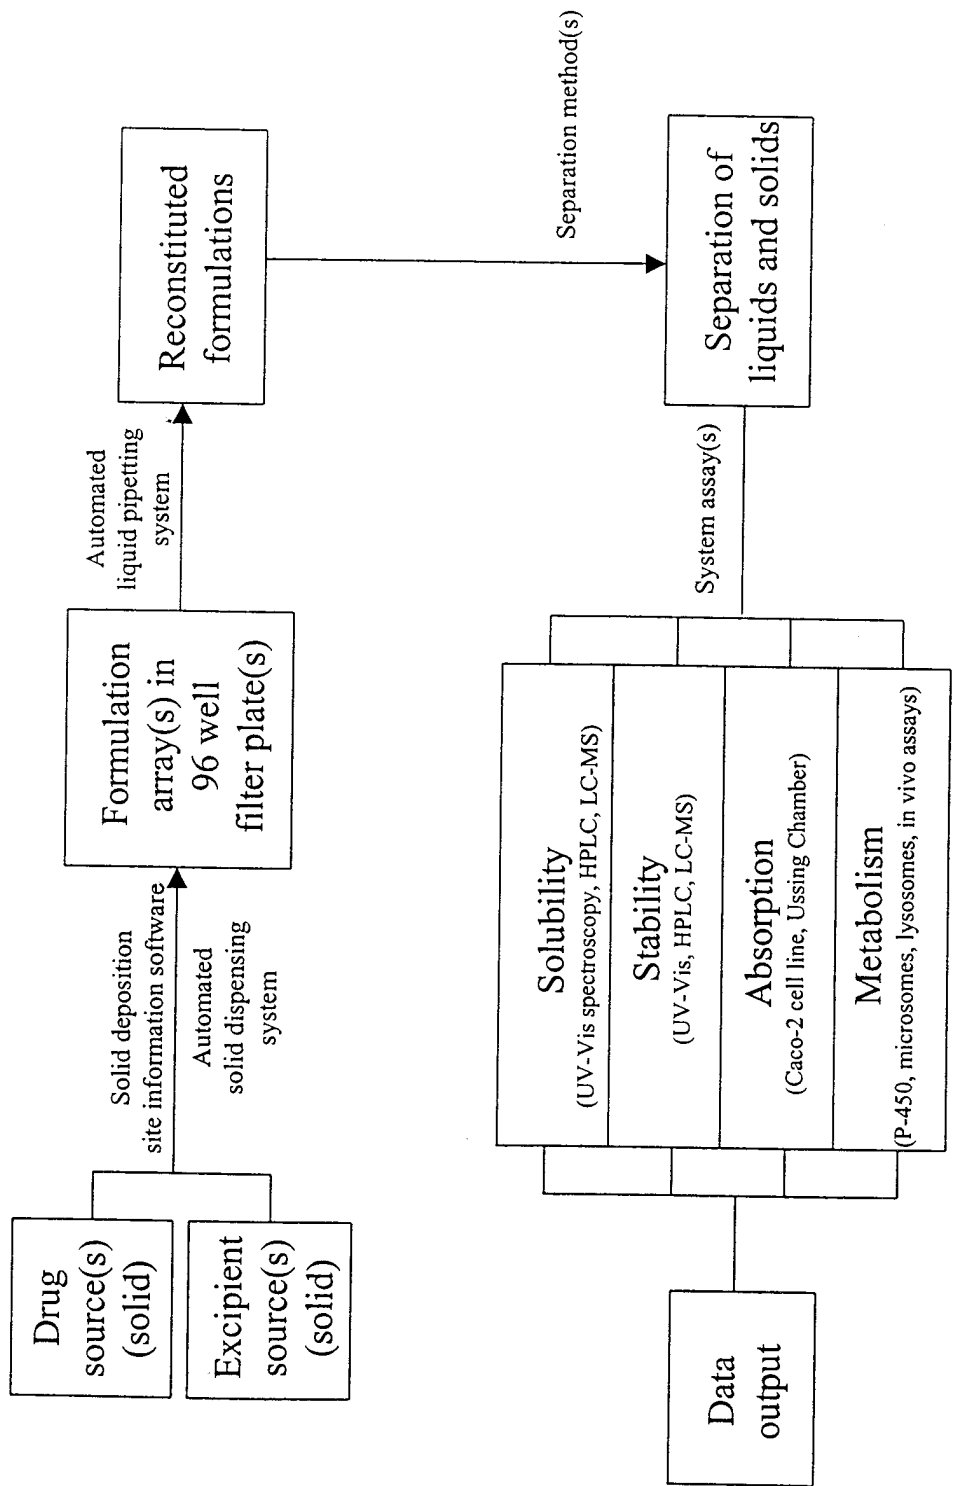 Drug
source(s)
(solid)
Excipient
source(s)
(solid)
Solid deposition
site information software
Automated
solid dispensing
system
Formulation
array(s) in
96 well
filter plate(s)
Automated
liquid pipetting
system
Reconstituted
formulations
Separation method(s)
Separation of
liquids and solids
System assay(s)
Solubility
(UV-Vis spectroscopy, HPLC, LC-MS)
Stability
(UV-Vis, HPLC, LC-MS)
Absorption
(Caco-2 cell line, Ussing Chamber)
Metabolism
(P-450, microsomes, lysosomes, in vivo assays)
Data
output